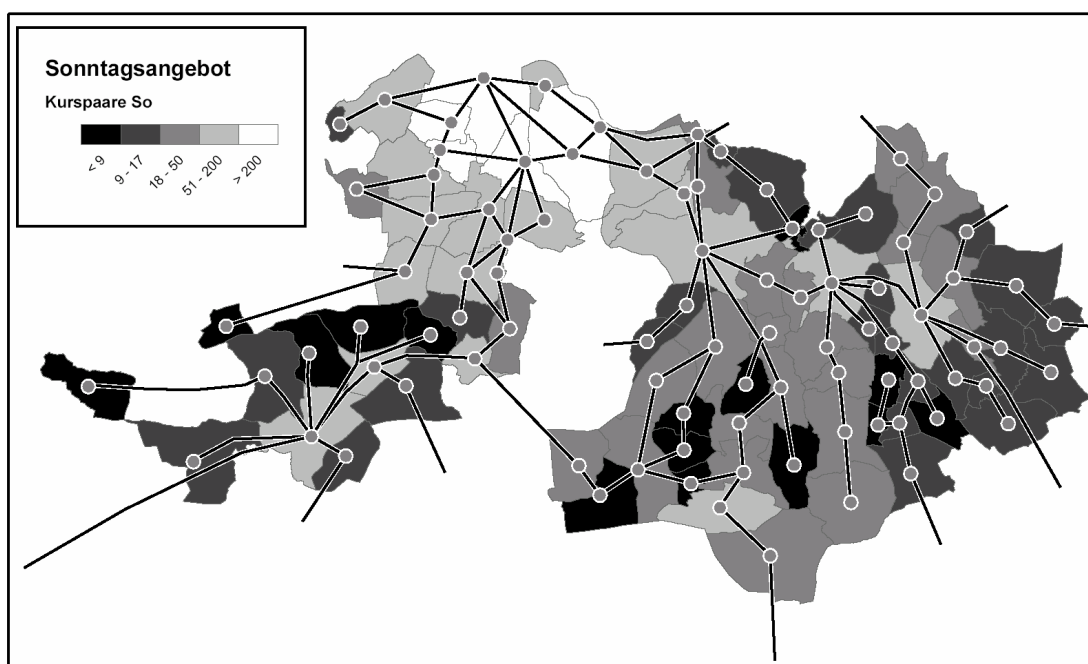 Sonntagsangebot
Kurspaare So
< 9
9 - 17
18 - 50
51 - 200
> 200